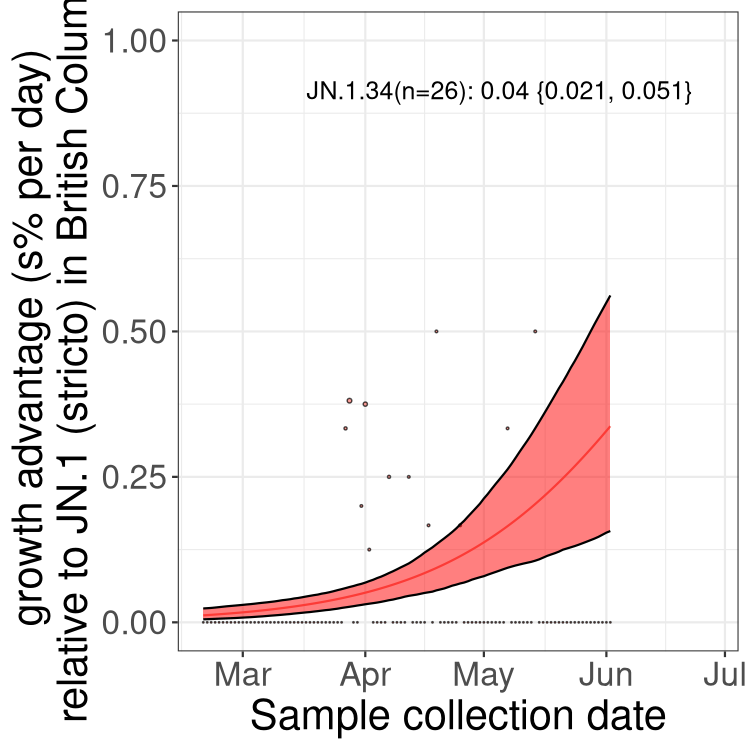 growth advantage (s% per day)
relative to JN.1 (stricto) in British Colum
1.00
0.75
0.50
0.25
0.00
JN.1.34(n=26): 0.04 {0.021, 0.051}
Mar Apr May Jun Jul
Sample collection date